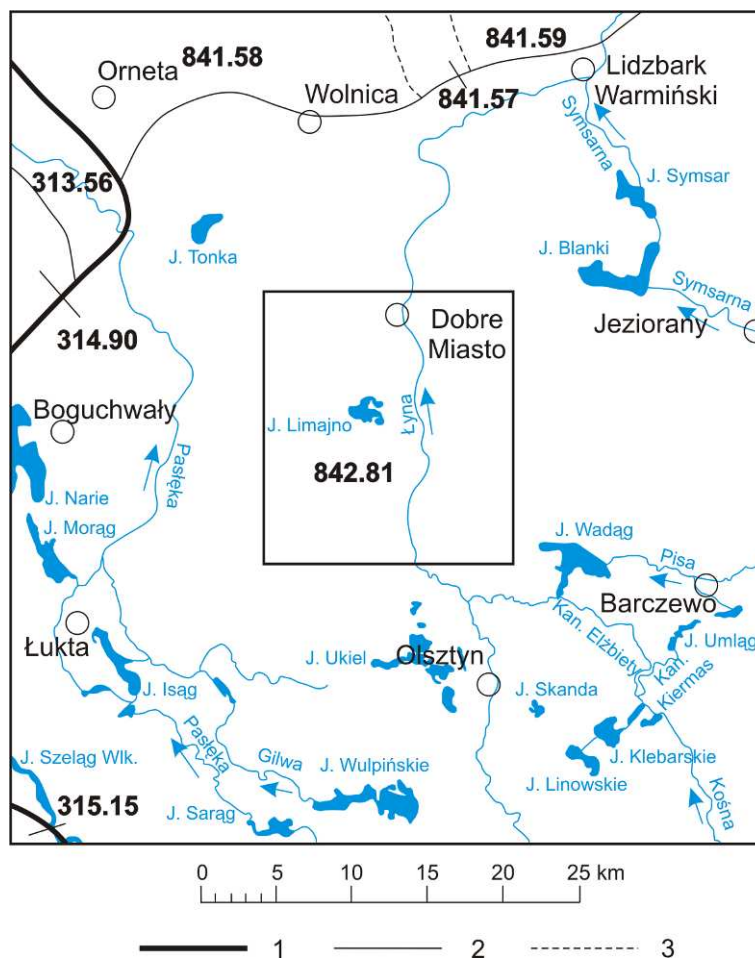 841.58
841.59
Orneta
Wolnica
841.57
Lidzbark
Warmiński
Symsarna
313.56
J. Symsar
J. Tonka
J. Blanki
Symsarna
Jeziorany
314.90
Dobre
Miasto
Boguchwały
J. Limajno
Łyna
Pasłęka
842.81
J. Narie
J. Morąg
J. Wadąg
Pisa
Barczewo
Kan. Elżbiety
Łukta
J. Umląg
J. Ukiel
Olsztyn
Kan.
Kiermas
J. Isąg
J. Skanda
Pasłęka
J. Klebarskie
J. Szeląg Wlk.
Gilwa
J. Wulpińskie
J. Linowskie
Kośna
315.15
J. Sarąg
0 5 10 15 20 25 km
1 2 3